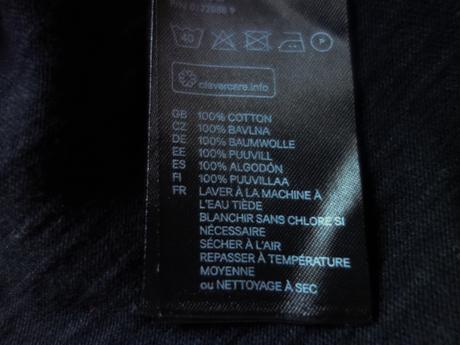 40 P
clevercare.info
GB 100% COTTON
CZ 100% BAVLNA
DE 100% BAUMWOLLE
EE 100% PUUVILL
ES 100% ALGODÓN
FI 100% PUUVILLAA
FR LAVER À LA MACHINE À
L'EAU TIÈDE
BLANCHIR SANS CHLORE SI
NÉCESSAIRE
SÉCHER À L'AIR
REPASSER À TEMPÉRATURE
MOYENNE
ou NETTOYAGE À SEC